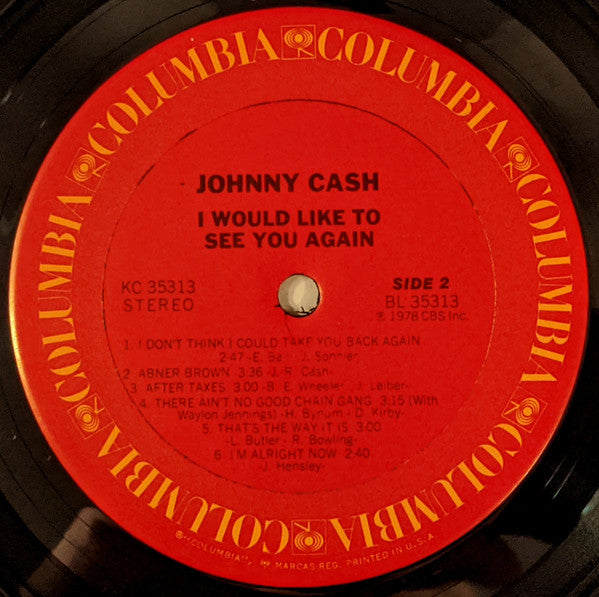 COLUMBIA COLUMBIA COLUMBIA COLUMBIA COLUMBIA COLUMBIA
JOHNNY CASH
I WOULD LIKE TO
SEE YOU AGAIN
KC 35313
STEREO
SIDE 2
BL 35313
℗ 1978 CBS Inc.
1. I DON'T THINK I COULD TAKE YOU BACK AGAIN
2:47 -E. Ba J. Sonnier-
2. ABNER BROWN 3:36 -J. R. Cash-
3. AFTER TAXES 3:00 -B. E. Wheeler- J. Leiber-
4. THERE AIN'T NO GOOD CHAIN GANG 3:15 (With
Waylon Jennings) -H. Bynum - D. Kirby-
5. THAT'S THE WAY IT IS 3:00
-L. Butler - R. Bowling-
6. I'M ALRIGHT NOW 2:40
-J. Hensley-
® "COLUMBIA", MARCAS REG. PRINTED IN U.S.A.